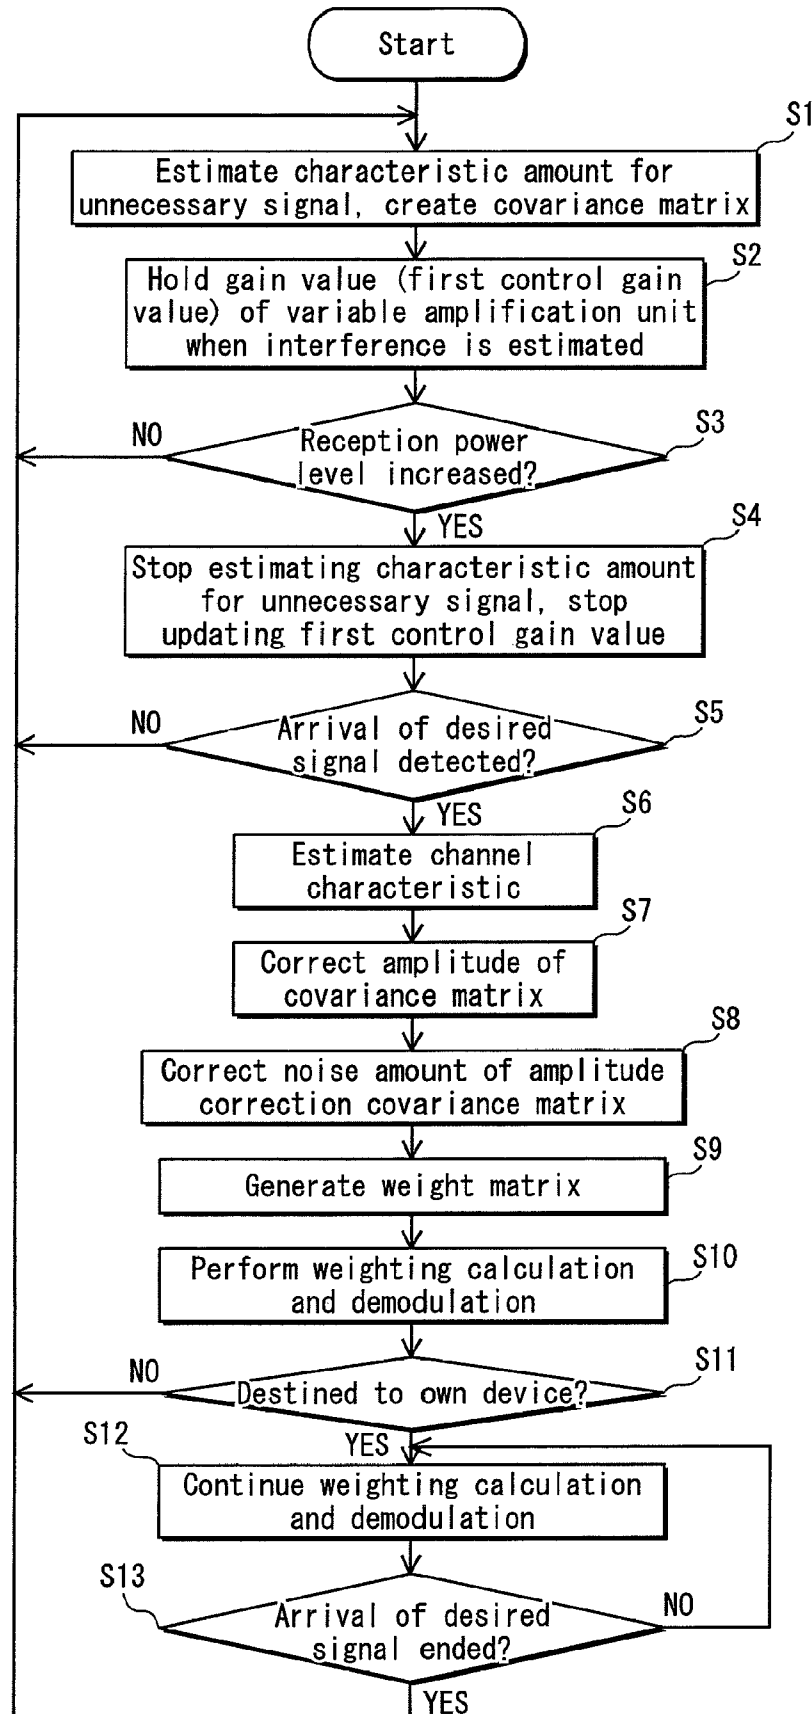 Start
S1
Estimate characteristic amount for
unnecessary signal, create covariance matrix
S2
Hold gain value (first control gain
value) of variable amplification unit
when interference is estimated
NO
S3
Reception power
level increased?
YES
S4
Stop estimating characteristic amount
for unnecessary signal, stop
updating first control gain value
NO
S5
Arrival of desired
signal detected?
YES
S6
Estimate channel
characteristic
S7
Correct amplitude of
covariance matrix
S8
Correct noise amount of amplitude
correction covariance matrix
S9
Generate weight matrix
S10
Perform weighting calculation
and demodulation
NO
S11
Destined to own device?
YES
S12
Continue weighting calculation
and demodulation
S13
NO
Arrival of desired
signal ended?
YES